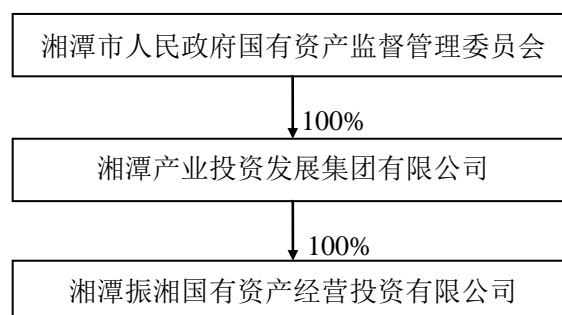 湘潭市人民政府国有资产监督管理委员会
100%
湘潭产业投资发展集团有限公司
100%
湘潭振湘国有资产经营投资有限公司